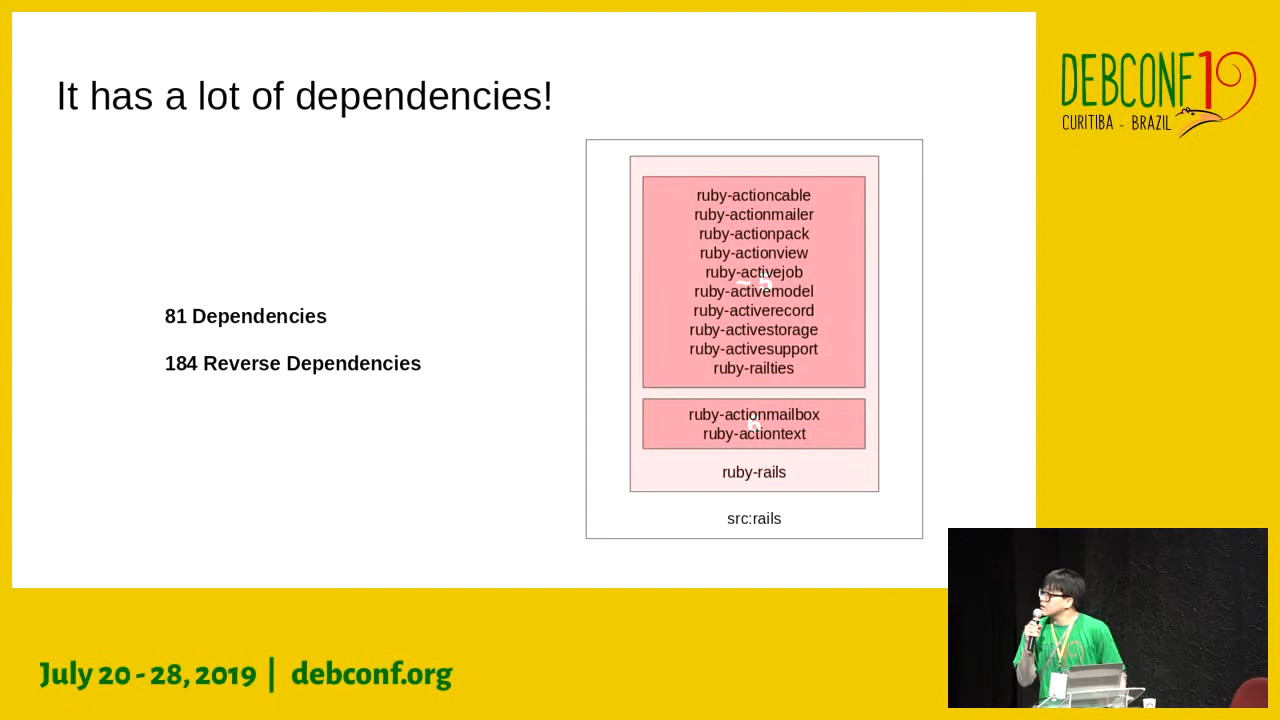 It has a lot of dependencies!
81 Dependencies
184 Reverse Dependencies
ruby-actioncable
ruby-actionmailer
ruby-actionpack
ruby-actionview
ruby-activejob
~ 5
ruby-activemodel
ruby-activerecord
ruby-activestorage
ruby-activesupport
ruby-railties
ruby-actionmailbox
6
ruby-actiontext
ruby-rails
src:rails
DEBCONF19
CURITIBA - BRAZIL
July 20 - 28, 2019 | debconf.org